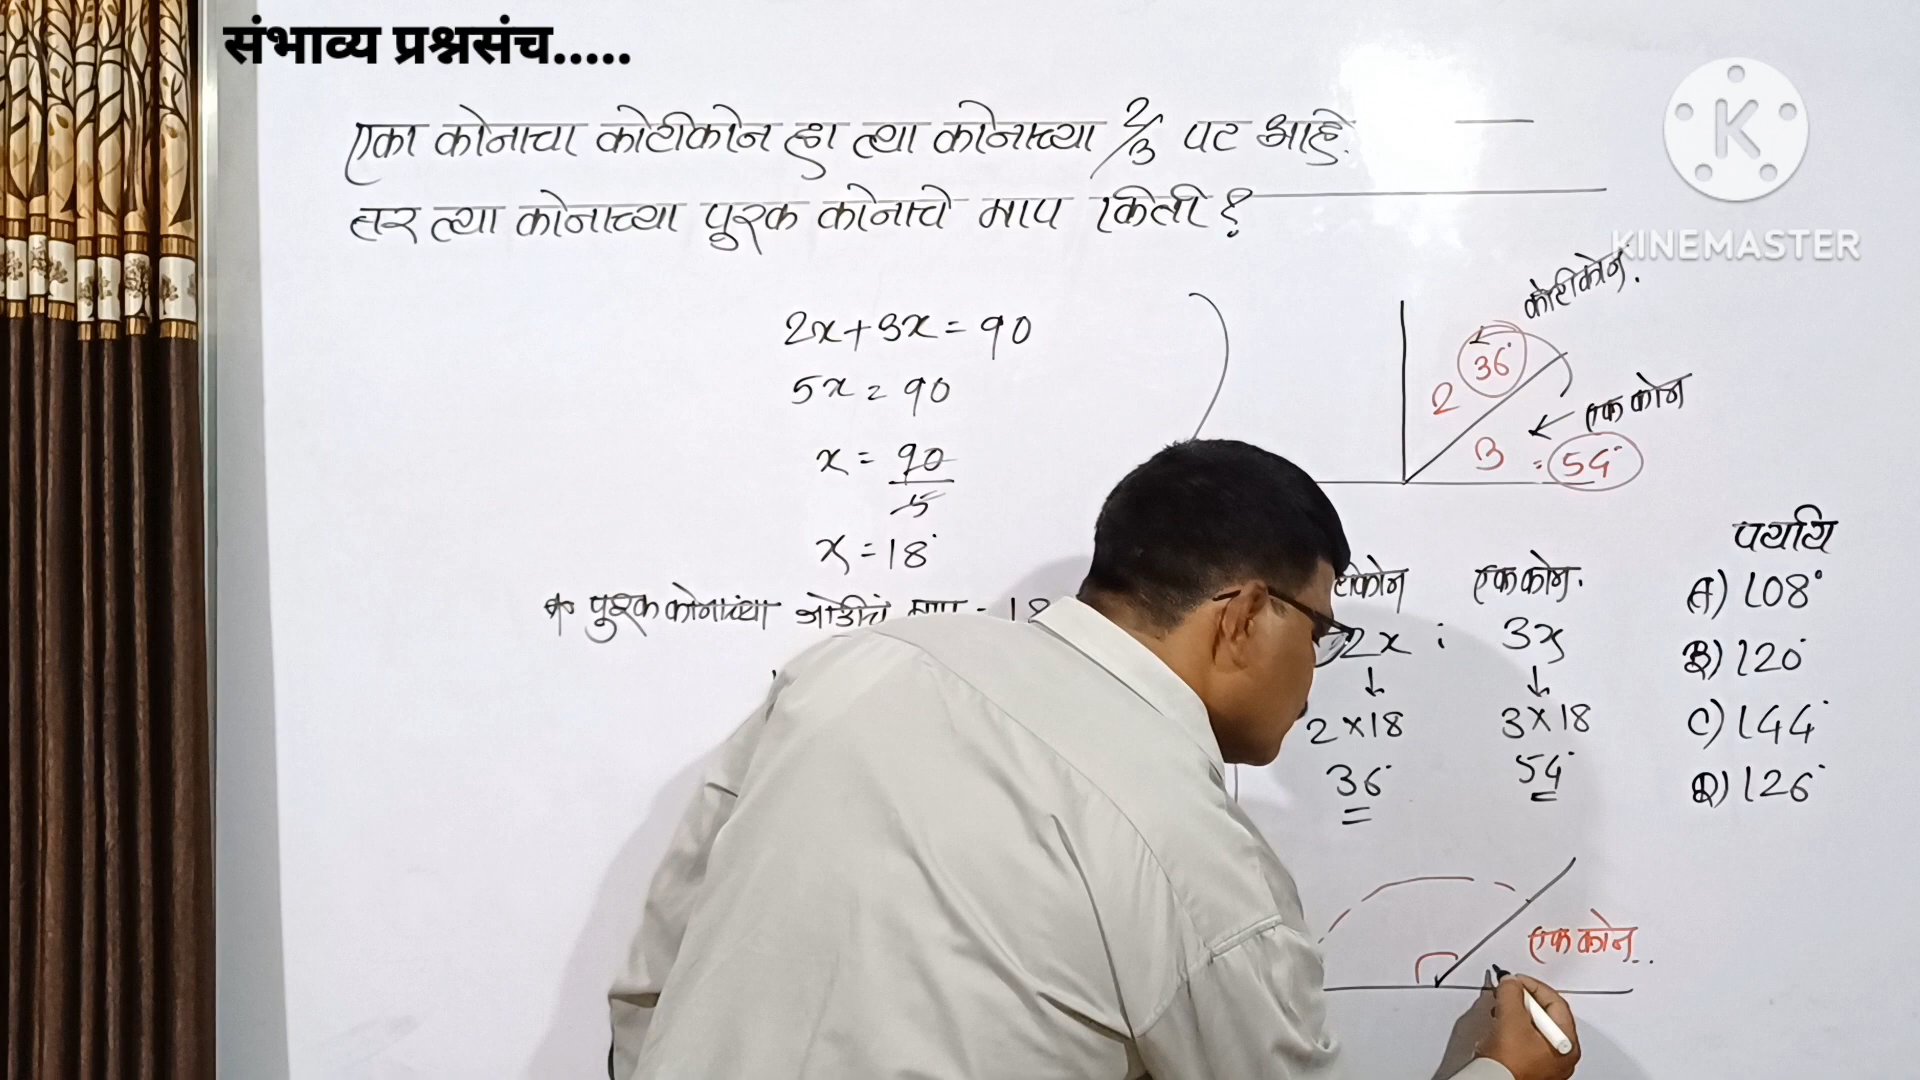 संभाव्य प्रश्नसंच.....
KINEMASTER
एका कोनाचा कोटीकोन हा त्या कोनाच्या 2/3 पट आहे.
तर त्या कोनाच्या पूरक कोनाचे माप किती?
2x+3x=90
5x=90
x=90/5
x=18°
* पूरक कोनांच्या जोडीचं माप - 18
कोटीकोन.
36°
2
एक कोन
3 = 54°
टीकोन एक कोन.
2x : 3x
2×18 3×18
36° 54°
पर्याय
A) 108°
B) 120°
C) 144°
D) 126°
एक कोन..